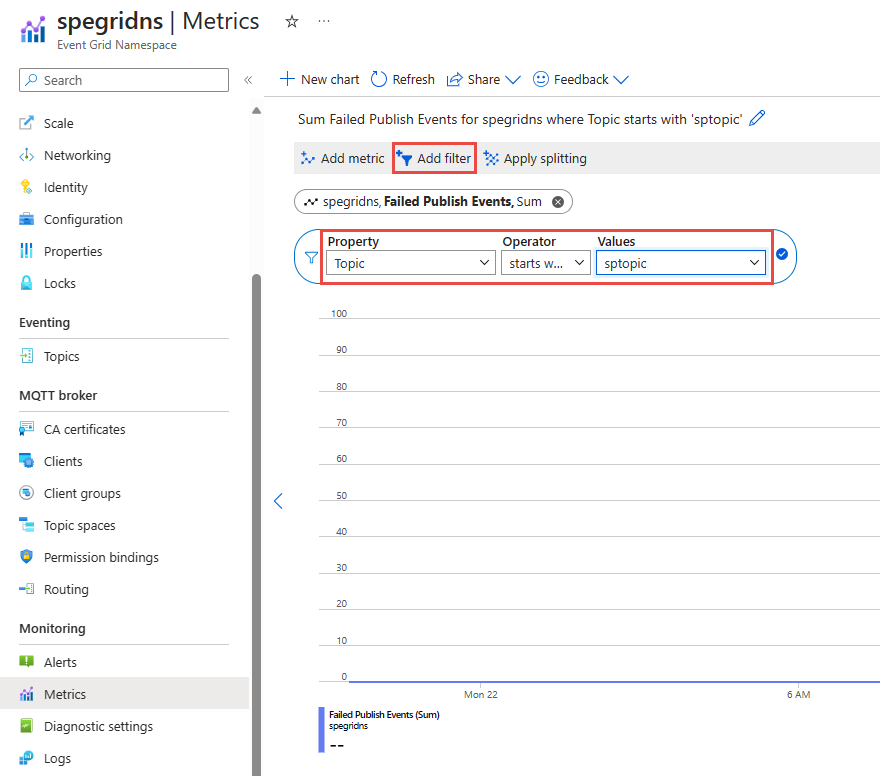 spegridns | Metrics
Event Grid Namespace
Search
Scale
Networking
Identity
Configuration
Properties
Locks
Eventing
Topics
MQTT broker
CA certificates
Clients
Client groups
Topic spaces
Permission bindings
Routing
Monitoring
Alerts
Metrics
Diagnostic settings
Logs
New chart Refresh Share Feedback
Sum Failed Publish Events for spegridns where Topic starts with 'sptopic'
Add metric Add filter Apply splitting
spegridns, Failed Publish Events, Sum
Property Operator Values
Topic starts w... sptopic
100
90
80
70
60
50
40
30
20
10
0
Mon 22 6 AM
Failed Publish Events (Sum)
spegridns
--